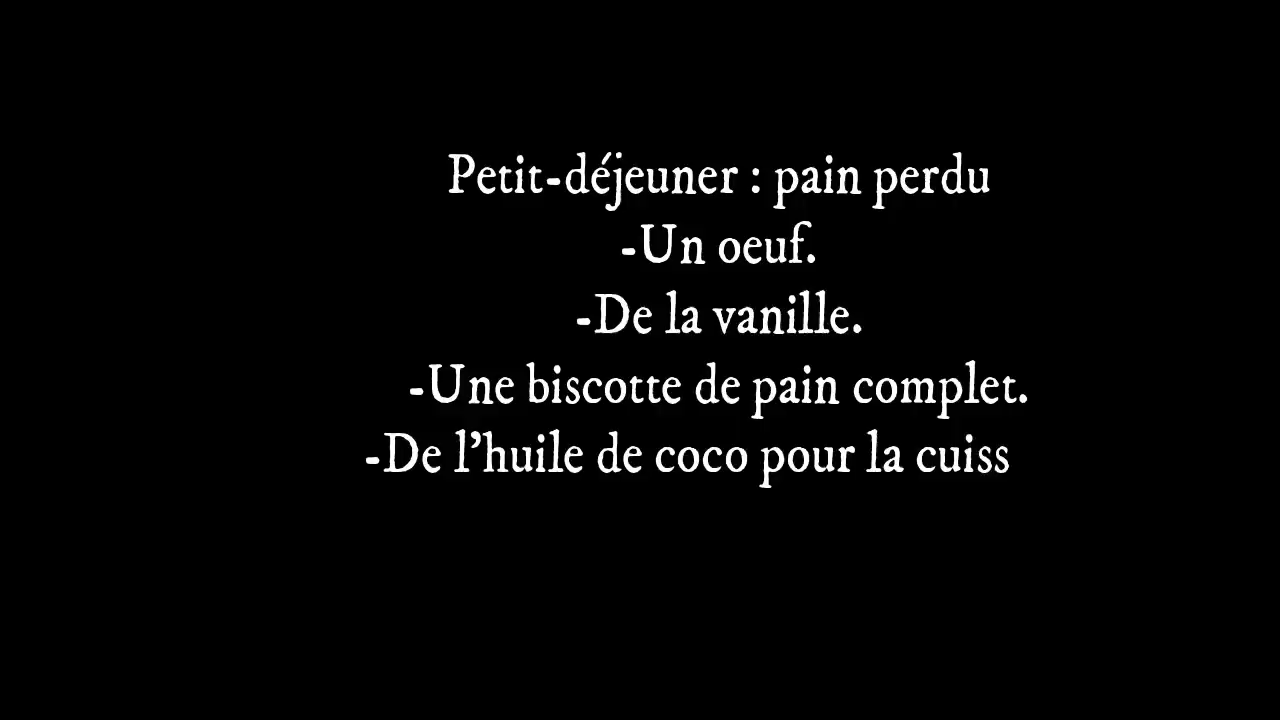 Petit-déjeuner : pain perdu
-Un oeuf.
-De la vanille.
-Une biscotte de pain complet.
-De l’huile de coco pour la cuiss